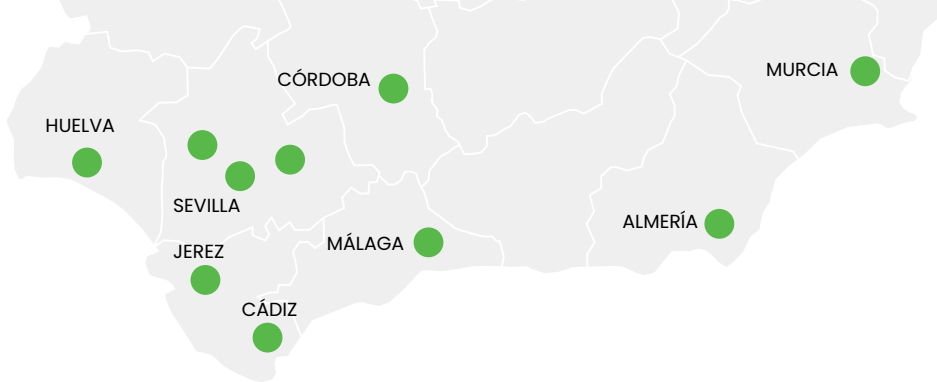 MURCIA
CÓRDOBA
HUELVA
SEVILLA
ALMERÍA
MÁLAGA
JEREZ
CÁDIZ